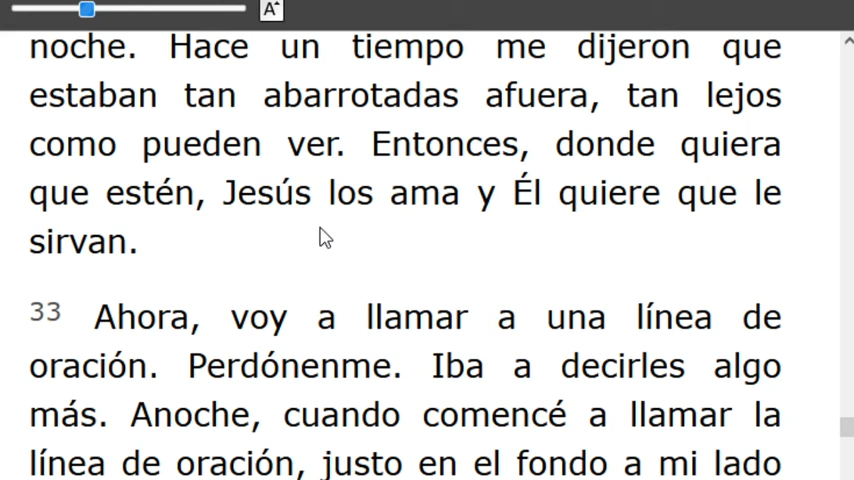 A
noche. Hace un tiempo me dijeron que
estaban tan abarrotadas afuera, tan lejos
como pueden ver. Entonces, donde quiera
que estén, Jesús los ama y Él quiere que le
sirvan.
33 Ahora, voy a llamar a una línea de
oración. Perdónenme. Iba a decirles algo
más. Anoche, cuando comencé a llamar la
línea de oración, justo en el fondo a mi lado